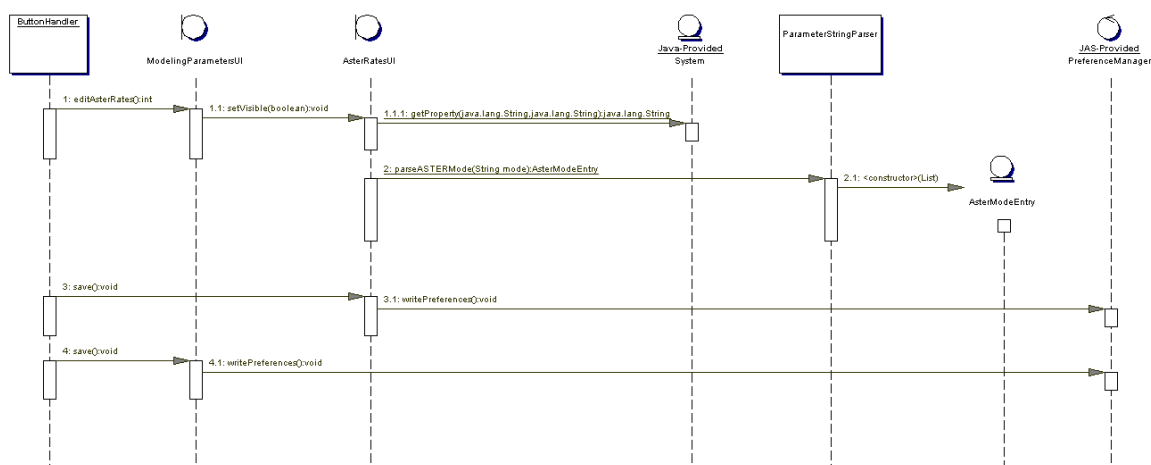 ButtonHandler
ModelingParametersUI
AsterRatesUI
Java-Provided
System
ParameterStringParser
JAS-Provided
PreferenceManager
1: editAsterRates():int
1.1: setVisible(boolean):void
1.1.1: getProperty(java.lang.String,java.lang.String):java.lang.String
2: parseASTERMode(String mode):AsterModeEntry
2.1: <constructor>(List)
AsterModeEntry
3: save():void
3.1: writePreferences():void
4: save():void
4.1: writePreferences():void